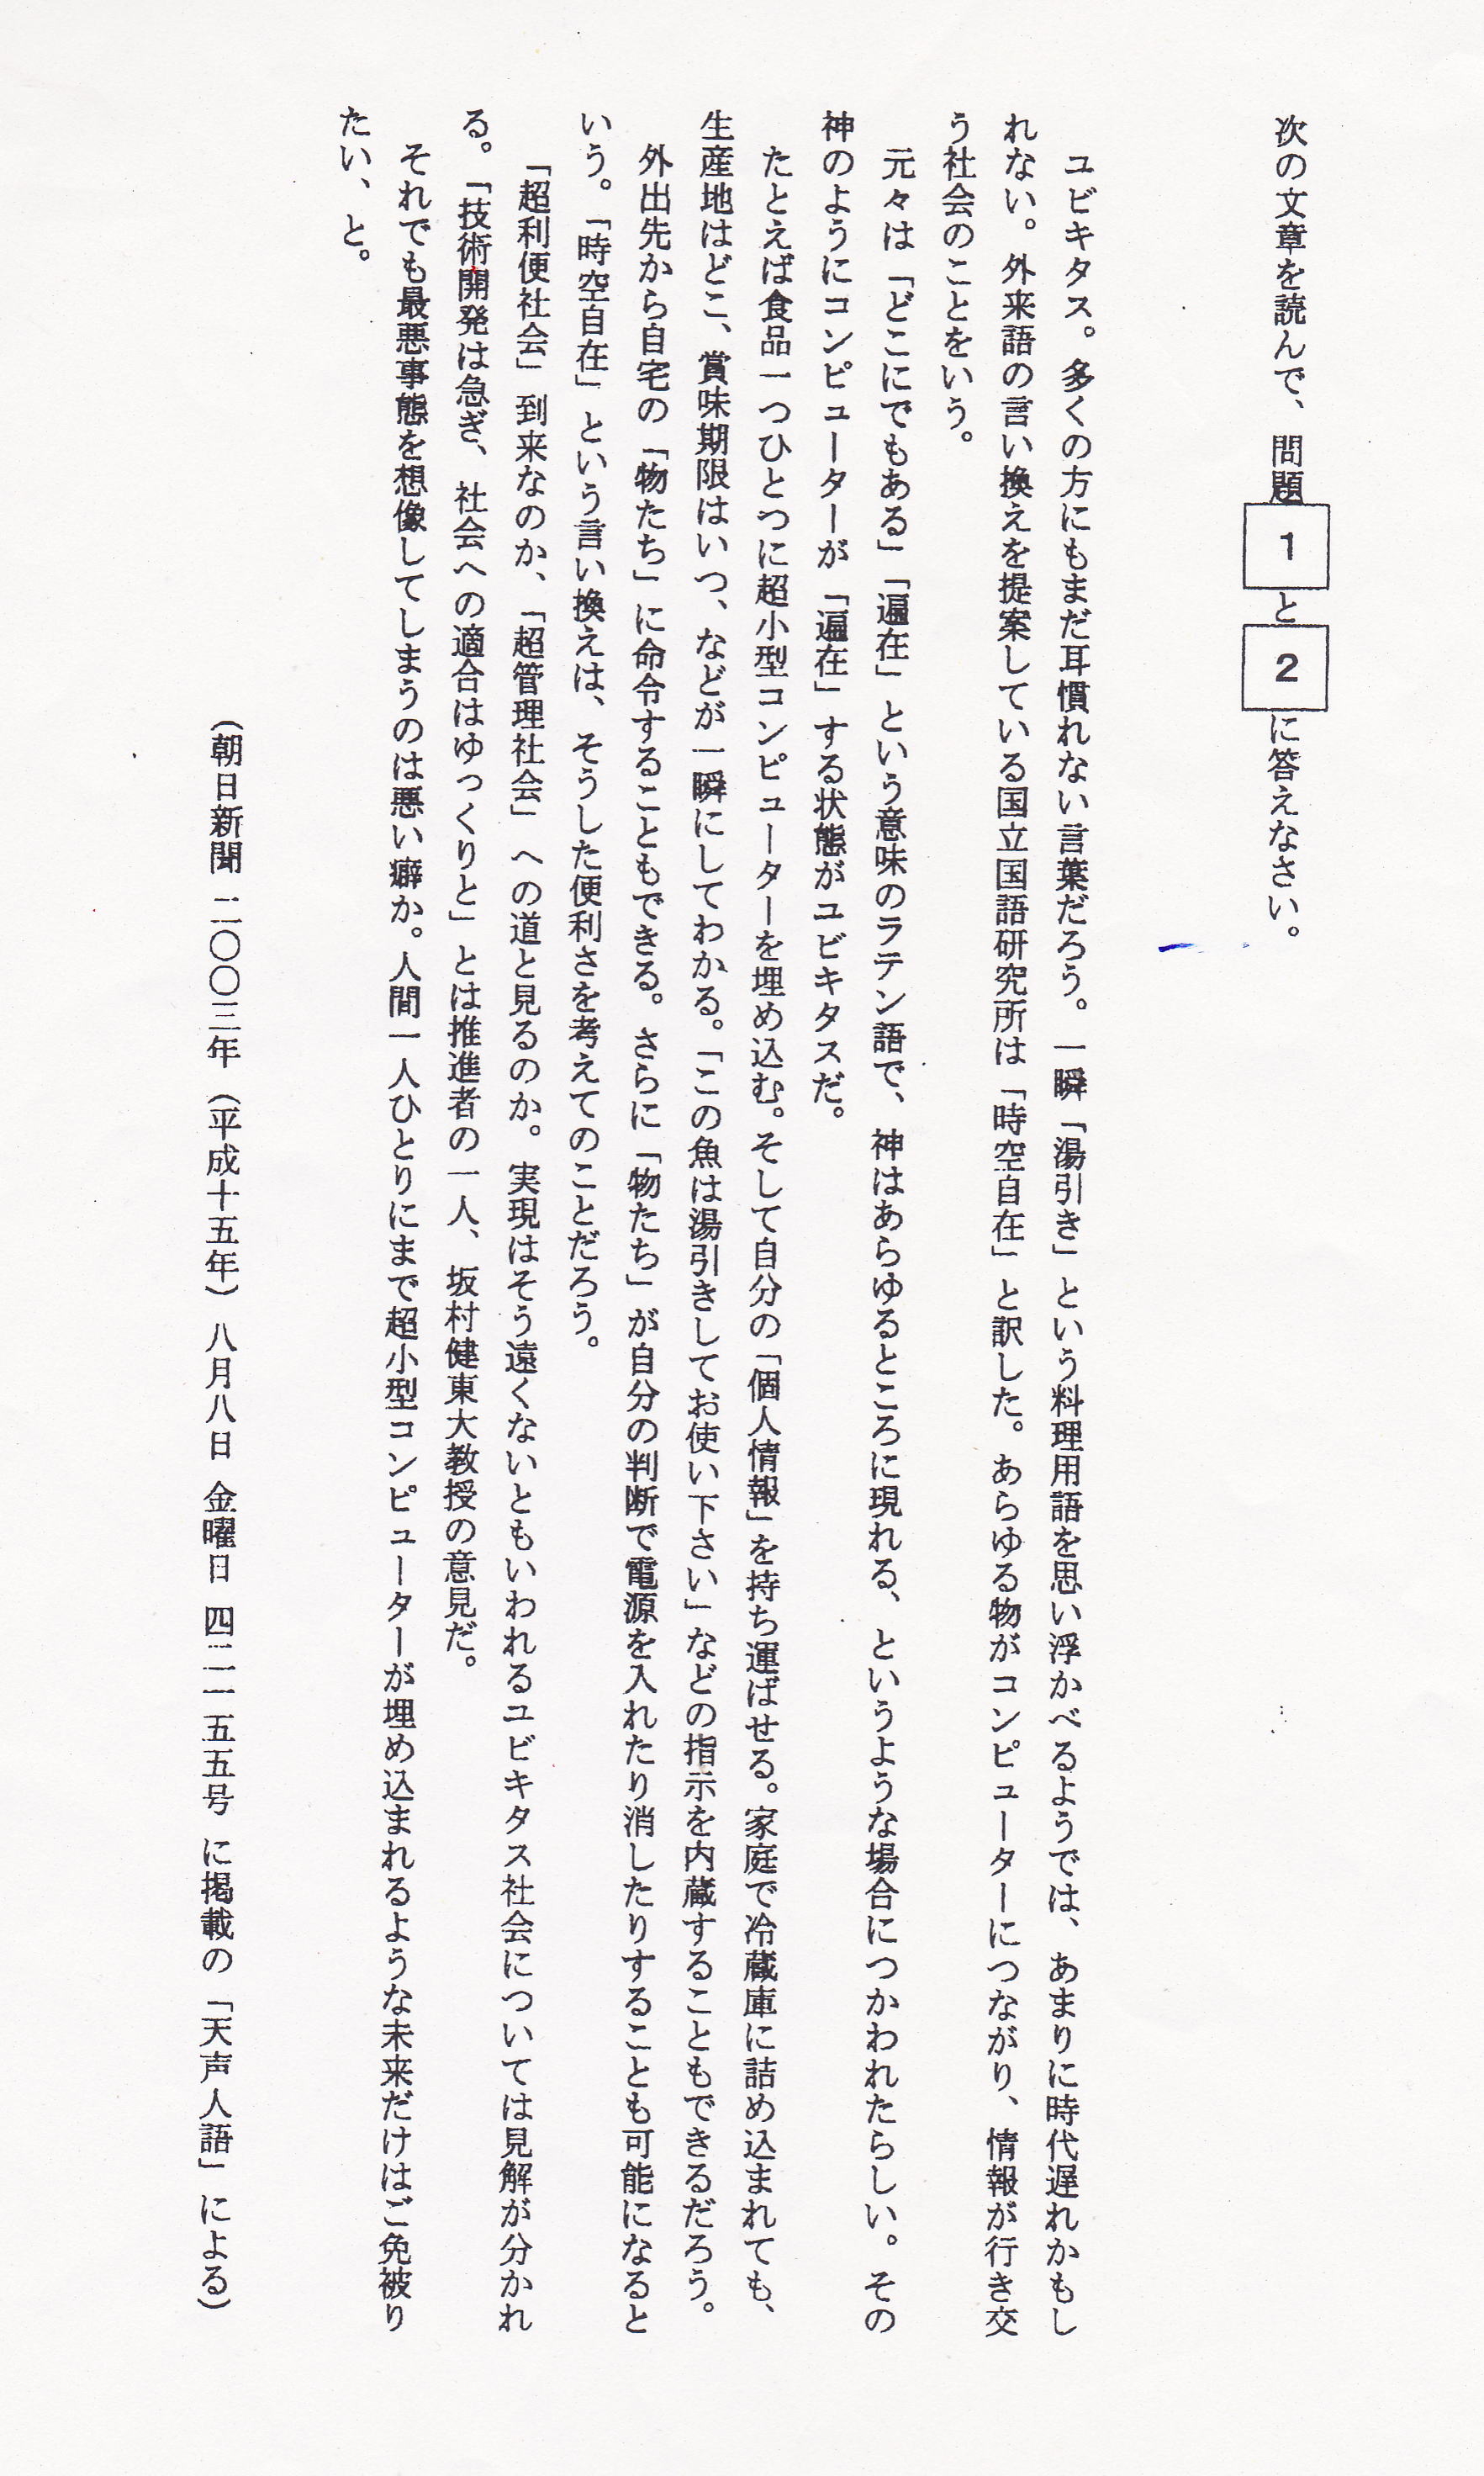 次の文章を読んで、問題1と2に答えなさい。
ユビキタス。多くの方にもまだ耳慣れない言葉だろう。一瞬「湯引き」という料理用語を思い浮かべるようでは、あまりに時代遅れかもし
れない。外来語の言い換えを提案している国立国語研究所は「時空自在」と訳した。あらゆる物がコンピューターにつながり、情報が行き交
う社会のことをいう。
元々は「どこにでもある」「遍在」という意味のラテン語で、神はあらゆるところに現れる、というような場合につかわれたらしい。その
神のようにコンピューターが「遍在」する状態がユビキタスだ。
たとえば食品一つひとつに超小型コンピューターを埋め込む。そして自分の「個人情報」を持ち運ばせる。家庭で冷蔵庫に詰め込まれても、
生産地はどこ、賞味期限はいつ、などが一瞬にしてわかる。「この魚は湯引きしてお使い下さい」などの指示を内蔵することもできるだろう。
外出先から自宅の「物たち」に命令することもできる。さらに「物たち」が自分の判断で電源を入れたり消したりすることも可能になると
いう。「時空自在」という言い換えは、そうした便利さを考えてのことだろう。
「超利便社会」到来なのか、「超管理社会」への道と見るのか。実現はそう遠くないともいわれるユビキタス社会については見解が分かれ
る。「技術開発は急ぎ、社会への適合はゆっくりと」とは推進者の一人、坂村健東大教授の意見だ。
それでも最悪事態を想像してしまうのは悪い癖か。人間一人ひとりにまで超小型コンピューターが埋め込まれるような未来だけはご免被り
たい、と。
(朝日新聞 二〇〇三年(平成十五年)八月八日 金曜日 四二一五五号 に掲載の「天声人語」による)